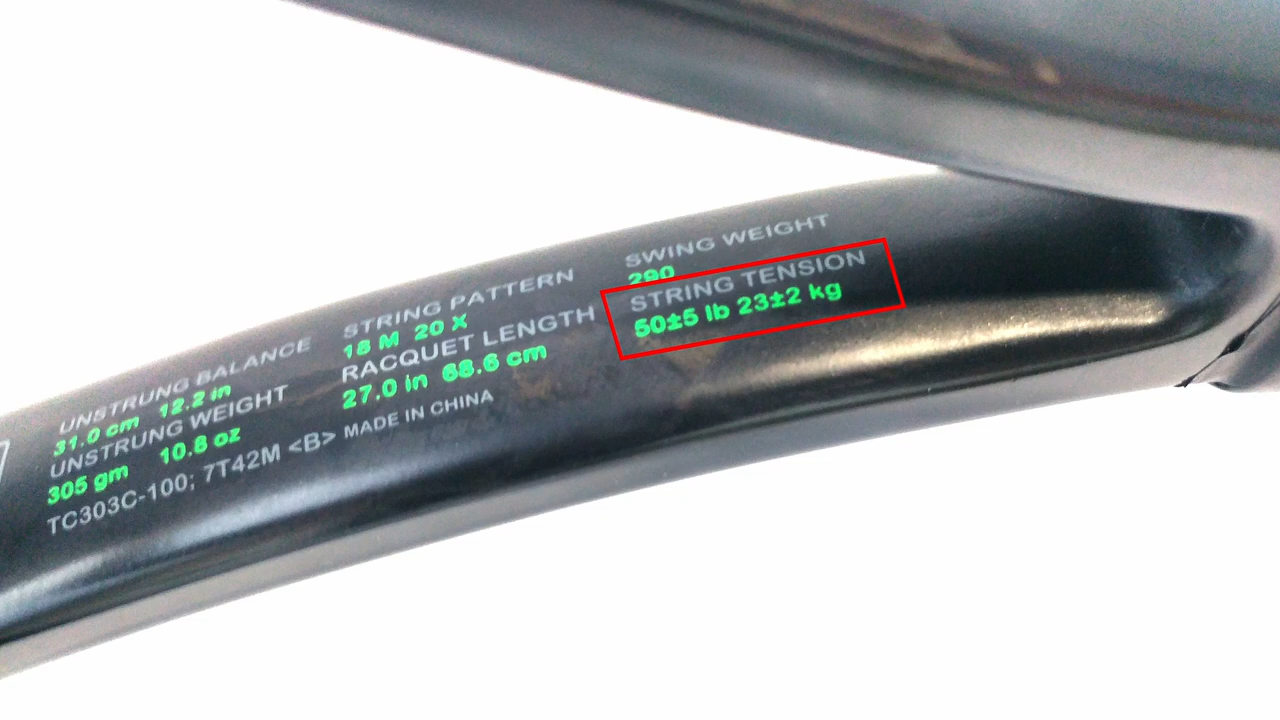 UNSTRUNG BALANCE
31.0 cm 12.2 in
UNSTRUNG WEIGHT
305 gm 10.8 oz
TC303C-100; 7T42M <B> MADE IN CHINA
STRING PATTERN
18 M 20 X
RACQUET LENGTH
27.0 in 68.6 cm
SWING WEIGHT
290
STRING TENSION
50±5 lb 23±2 kg